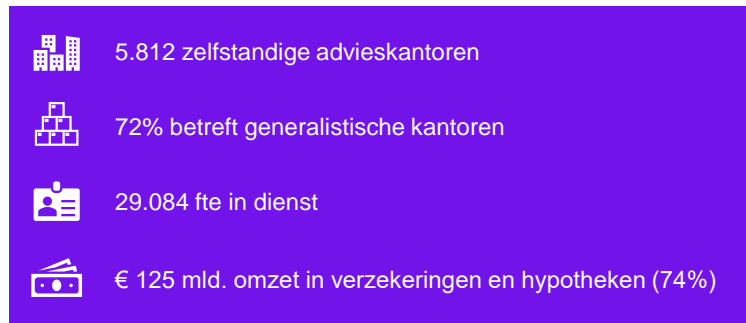 5.812 zelfstandige advieskantoren
72% betreft generalistische kantoren
29.084 fte in dienst
€ 125 mld. omzet in verzekeringen en hypotheken (74%)